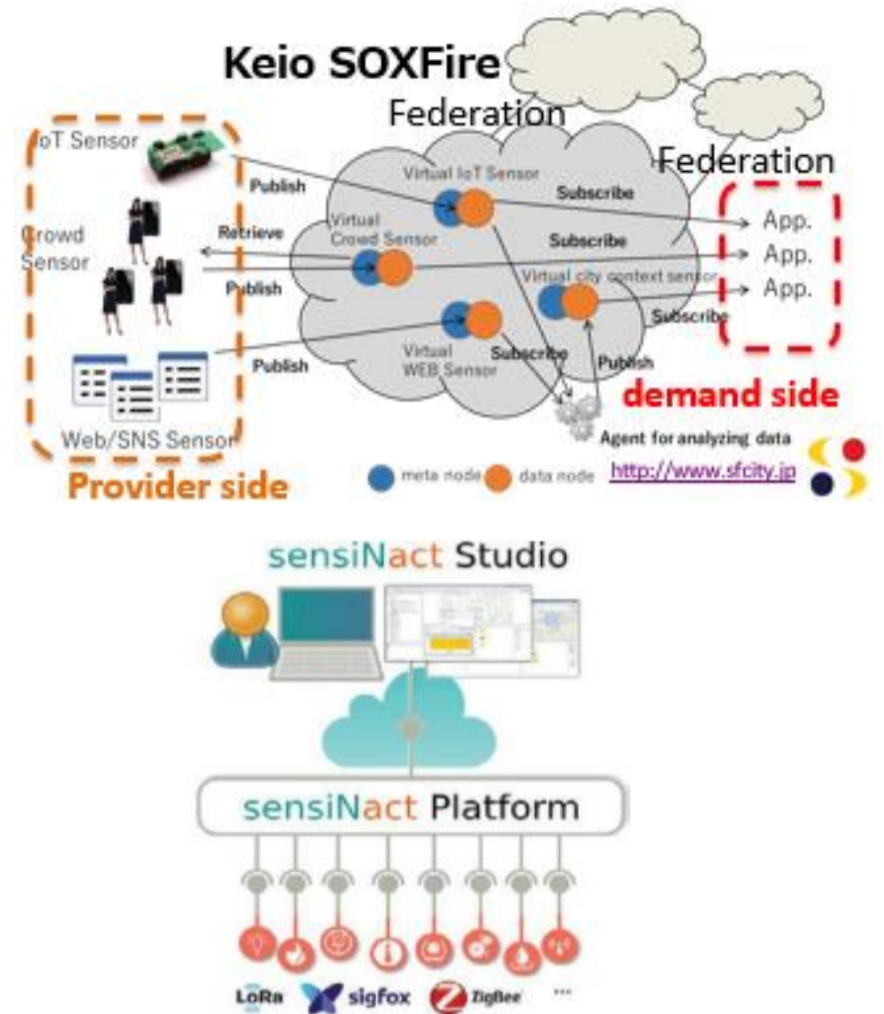 Keio SOXFire
Federation
Federation
IoT Sensor
Virtual IoT Sensor
Publish
Subscribe
App.
Crowd
Sensor
Retrieve
Virtual
Crowd Sensor
Subscribe
App.
Publish
Virtual city context sensor
App.
Subscribe
Publish
Virtual
WEB Sensor
Subscribe
Publish
demand side
Web/SNS Sensor
Agent for analyzing data
Provider side
meta node
data node
http://www.sfcity.jp
sensiNact Studio
sensiNact Platform
LoRa
sigfox
ZigBee
...